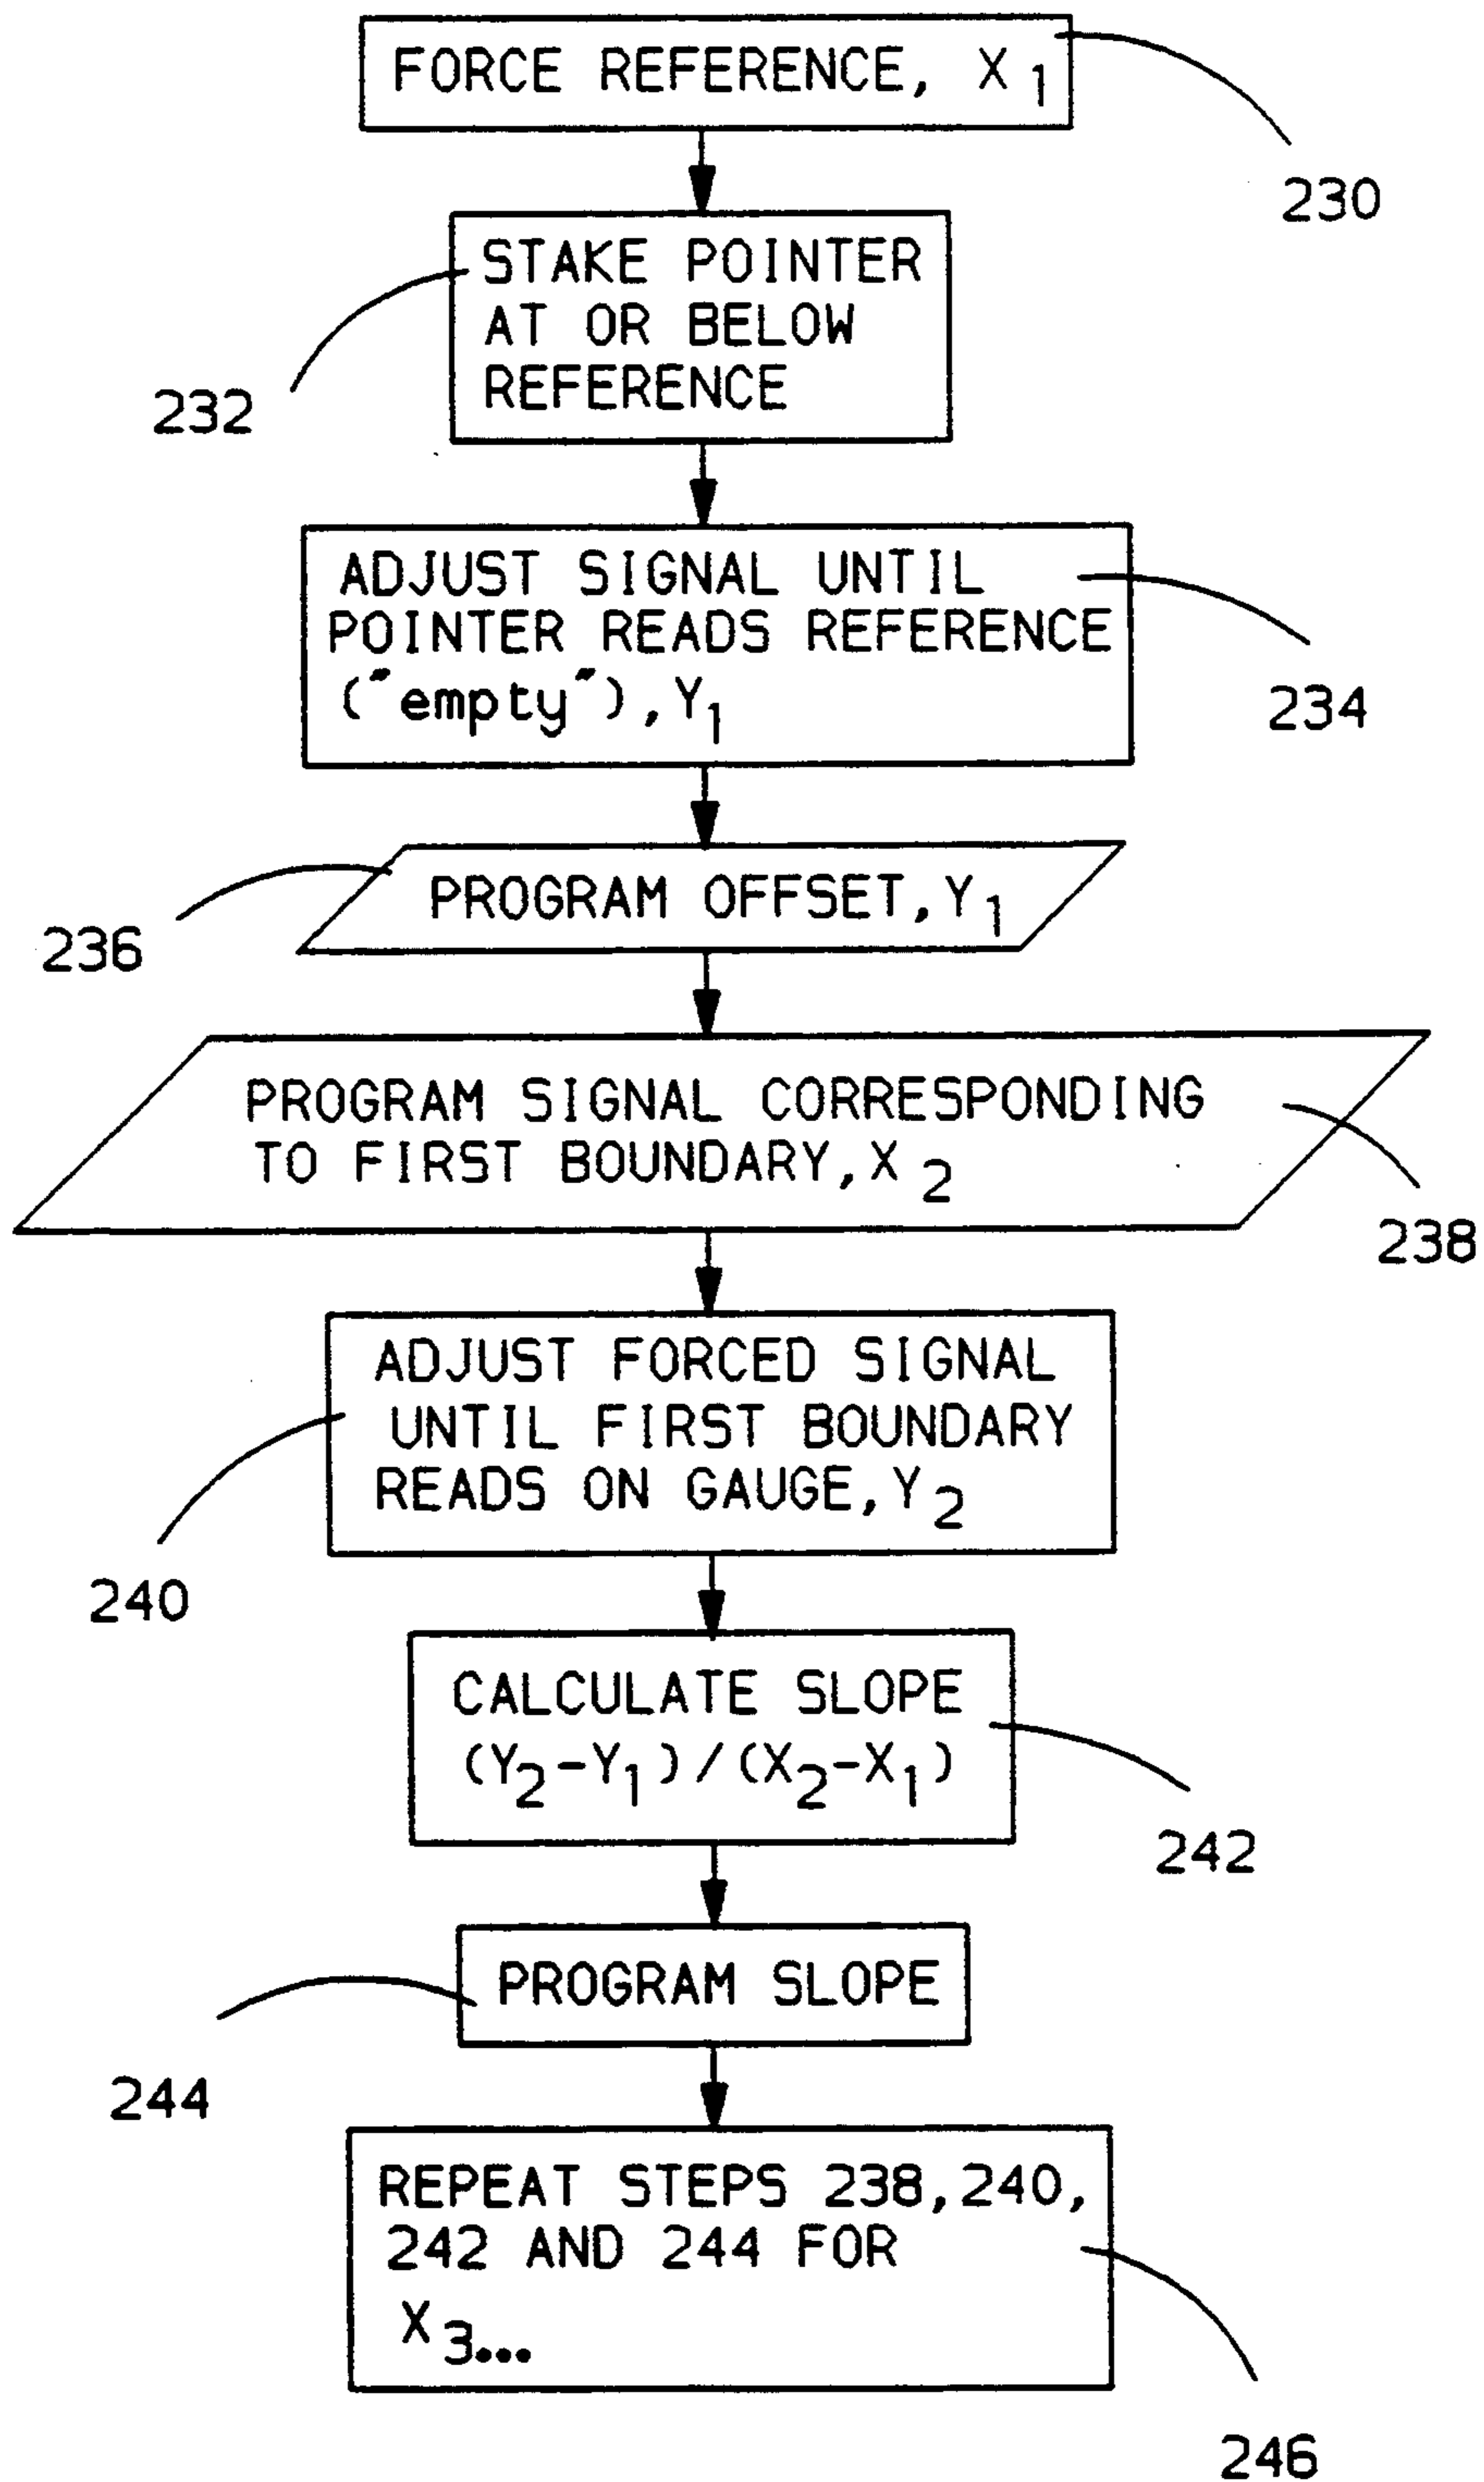 FORCE REFERENCE, X1
230
STAKE POINTER
AT OR BELOW
REFERENCE
232
ADJUST SIGNAL UNTIL
POINTER READS REFERENCE
("empty"), Y1
234
PROGRAM OFFSET, Y1
236
PROGRAM SIGNAL CORRESPONDING
TO FIRST BOUNDARY, X2
238
ADJUST FORCED SIGNAL
UNTIL FIRST BOUNDARY
READS ON GAUGE, Y2
240
CALCULATE SLOPE
(Y2-Y1)/(X2-X1)
242
PROGRAM SLOPE
244
REPEAT STEPS 238, 240,
242 AND 244 FOR
X3...
246